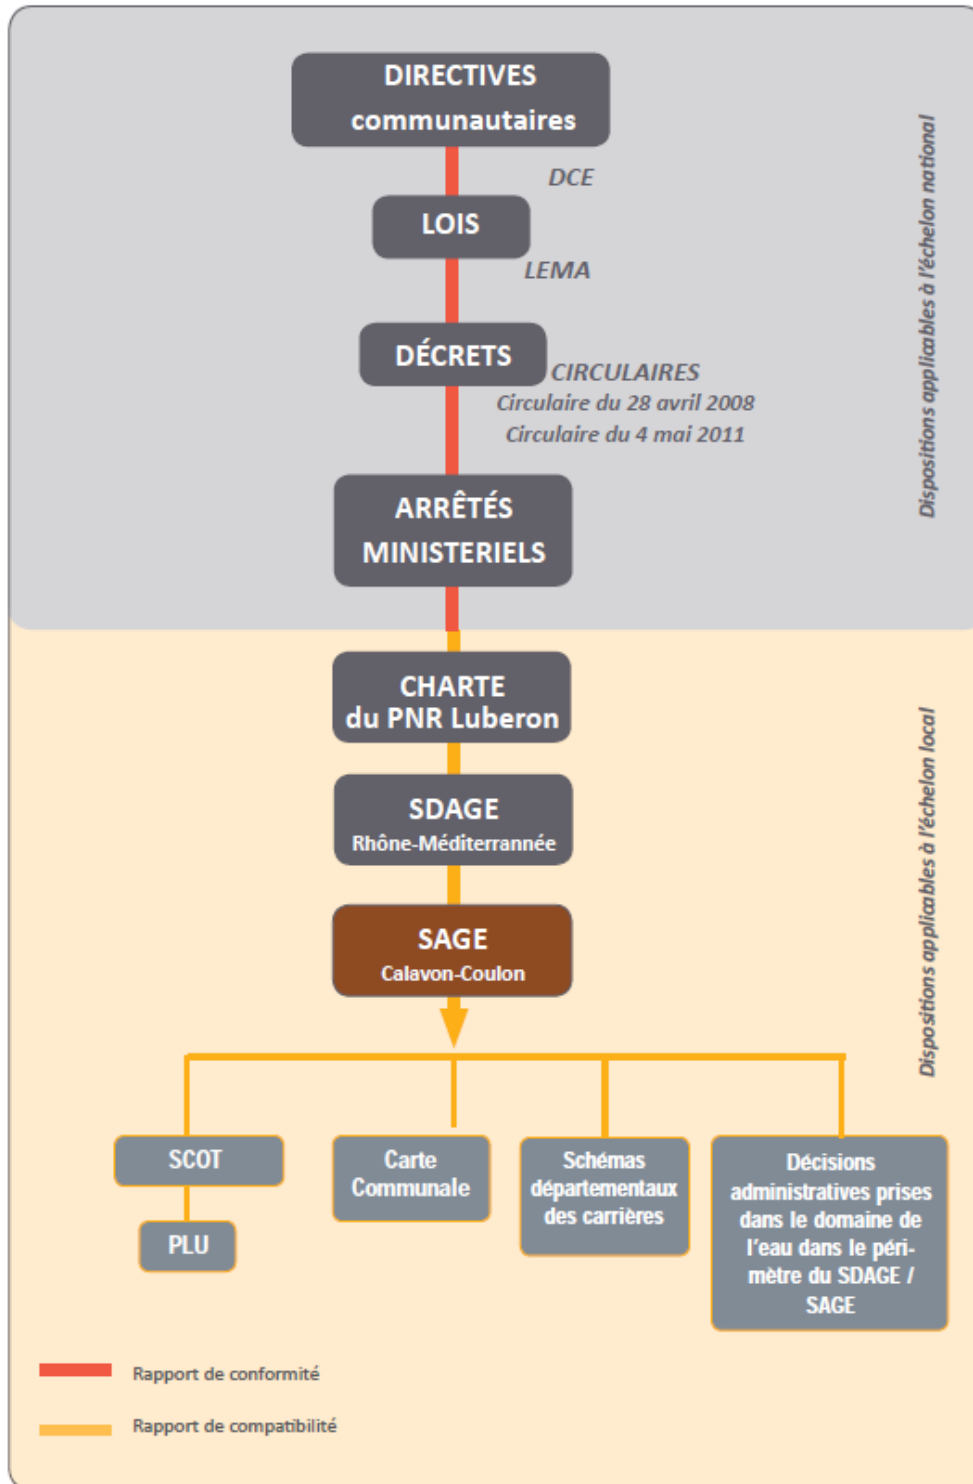 DIRECTIVES
communautaires
DCE
LOIS
LEMA
DÉCRETS
CIRCULAIRES
Circulaire du 28 avril 2008
Circulaire du 4 mai 2011
ARRÊTÉS
MINISTERIELS
Dispositions applicables à l'échelon national
CHARTE
du PNR Luberon
SDAGE
Rhône-Méditerrannée
SAGE
Calavon-Coulon
Dispositions applicables à l'échelon local
SCOT
PLU
Carte
Communale
Schémas
départementaux
des carrières
Décisions
administratives prises
dans le domaine de
l'eau dans le péri-
mètre du SDAGE /
SAGE
Rapport de conformité
Rapport de compatibilité